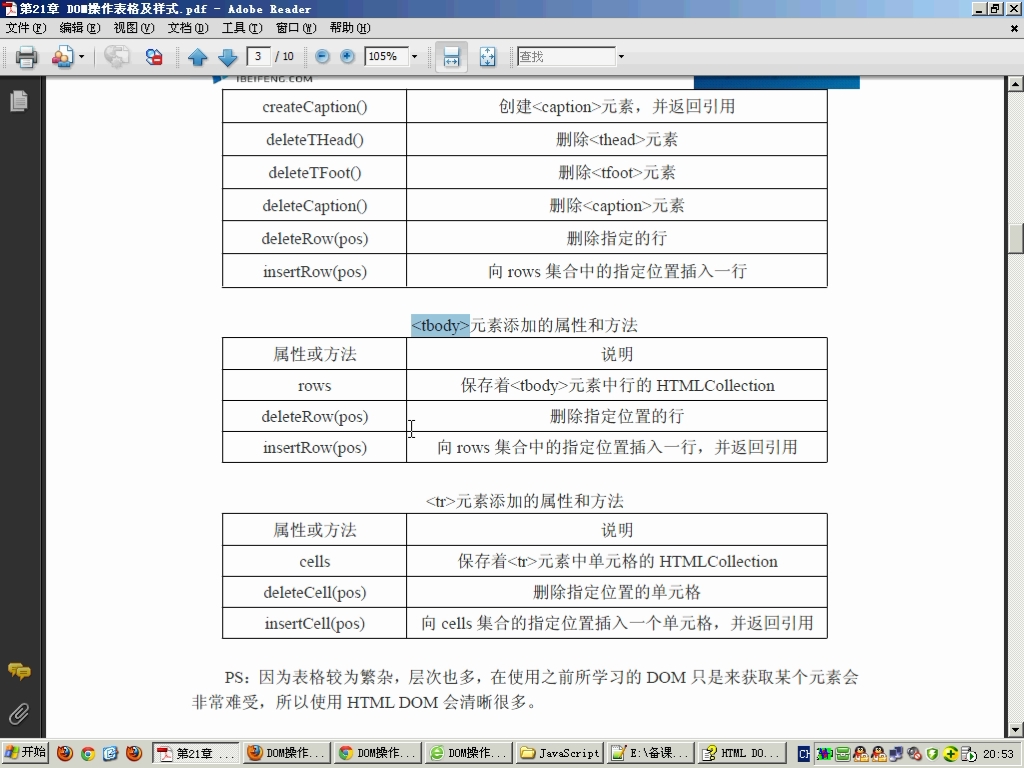 第21章 DOM操作表格及样式.pdf - Adobe Reader
文件(F) 编辑(E) 视图(V) 文档(D) 工具(T) 窗口(W) 帮助(H)
3 / 10 105% 查找
IBEIFENG.COM
createCaption() 创建<caption>元素，并返回引用
deleteTHead() 删除<thead>元素
deleteTFoot() 删除<tfoot>元素
deleteCaption() 删除<caption>元素
deleteRow(pos) 删除指定的行
insertRow(pos) 向 rows 集合中的指定位置插入一行
<tbody>元素添加的属性和方法
属性或方法 说明
rows 保存着<tbody>元素中行的 HTMLCollection
deleteRow(pos) 删除指定位置的行
insertRow(pos) 向 rows 集合中的指定位置插入一行，并返回引用
<tr>元素添加的属性和方法
属性或方法 说明
cells 保存着<tr>元素中单元格的 HTMLCollection
deleteCell(pos) 删除指定位置的单元格
insertCell(pos) 向 cells 集合的指定位置插入一个单元格，并返回引用
PS：因为表格较为繁杂，层次也多，在使用之前所学习的 DOM 只是来获取某个元素会
非常难受，所以使用 HTML DOM 会清晰很多。
开始 第21章 ... DOM操作... DOM操作... DOM操作... JavaScript E:\备课... HTML DO... CH 20:53